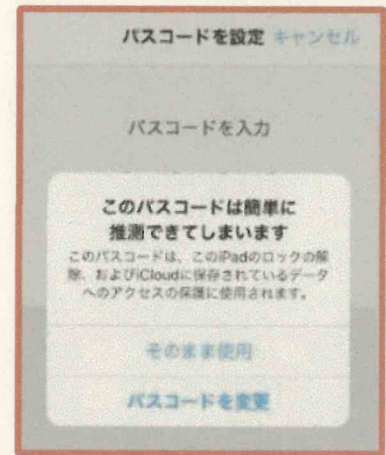 パスコードを設定 キャンセル
パスコードを入力
このパスコードは簡単に
推測できてしまいます
このパスコードは、このiPadのロックの解
除、およびiCloudに保存されているデータ
へのアクセスの保護に使用されます。
そのまま使用
パスコードを変更